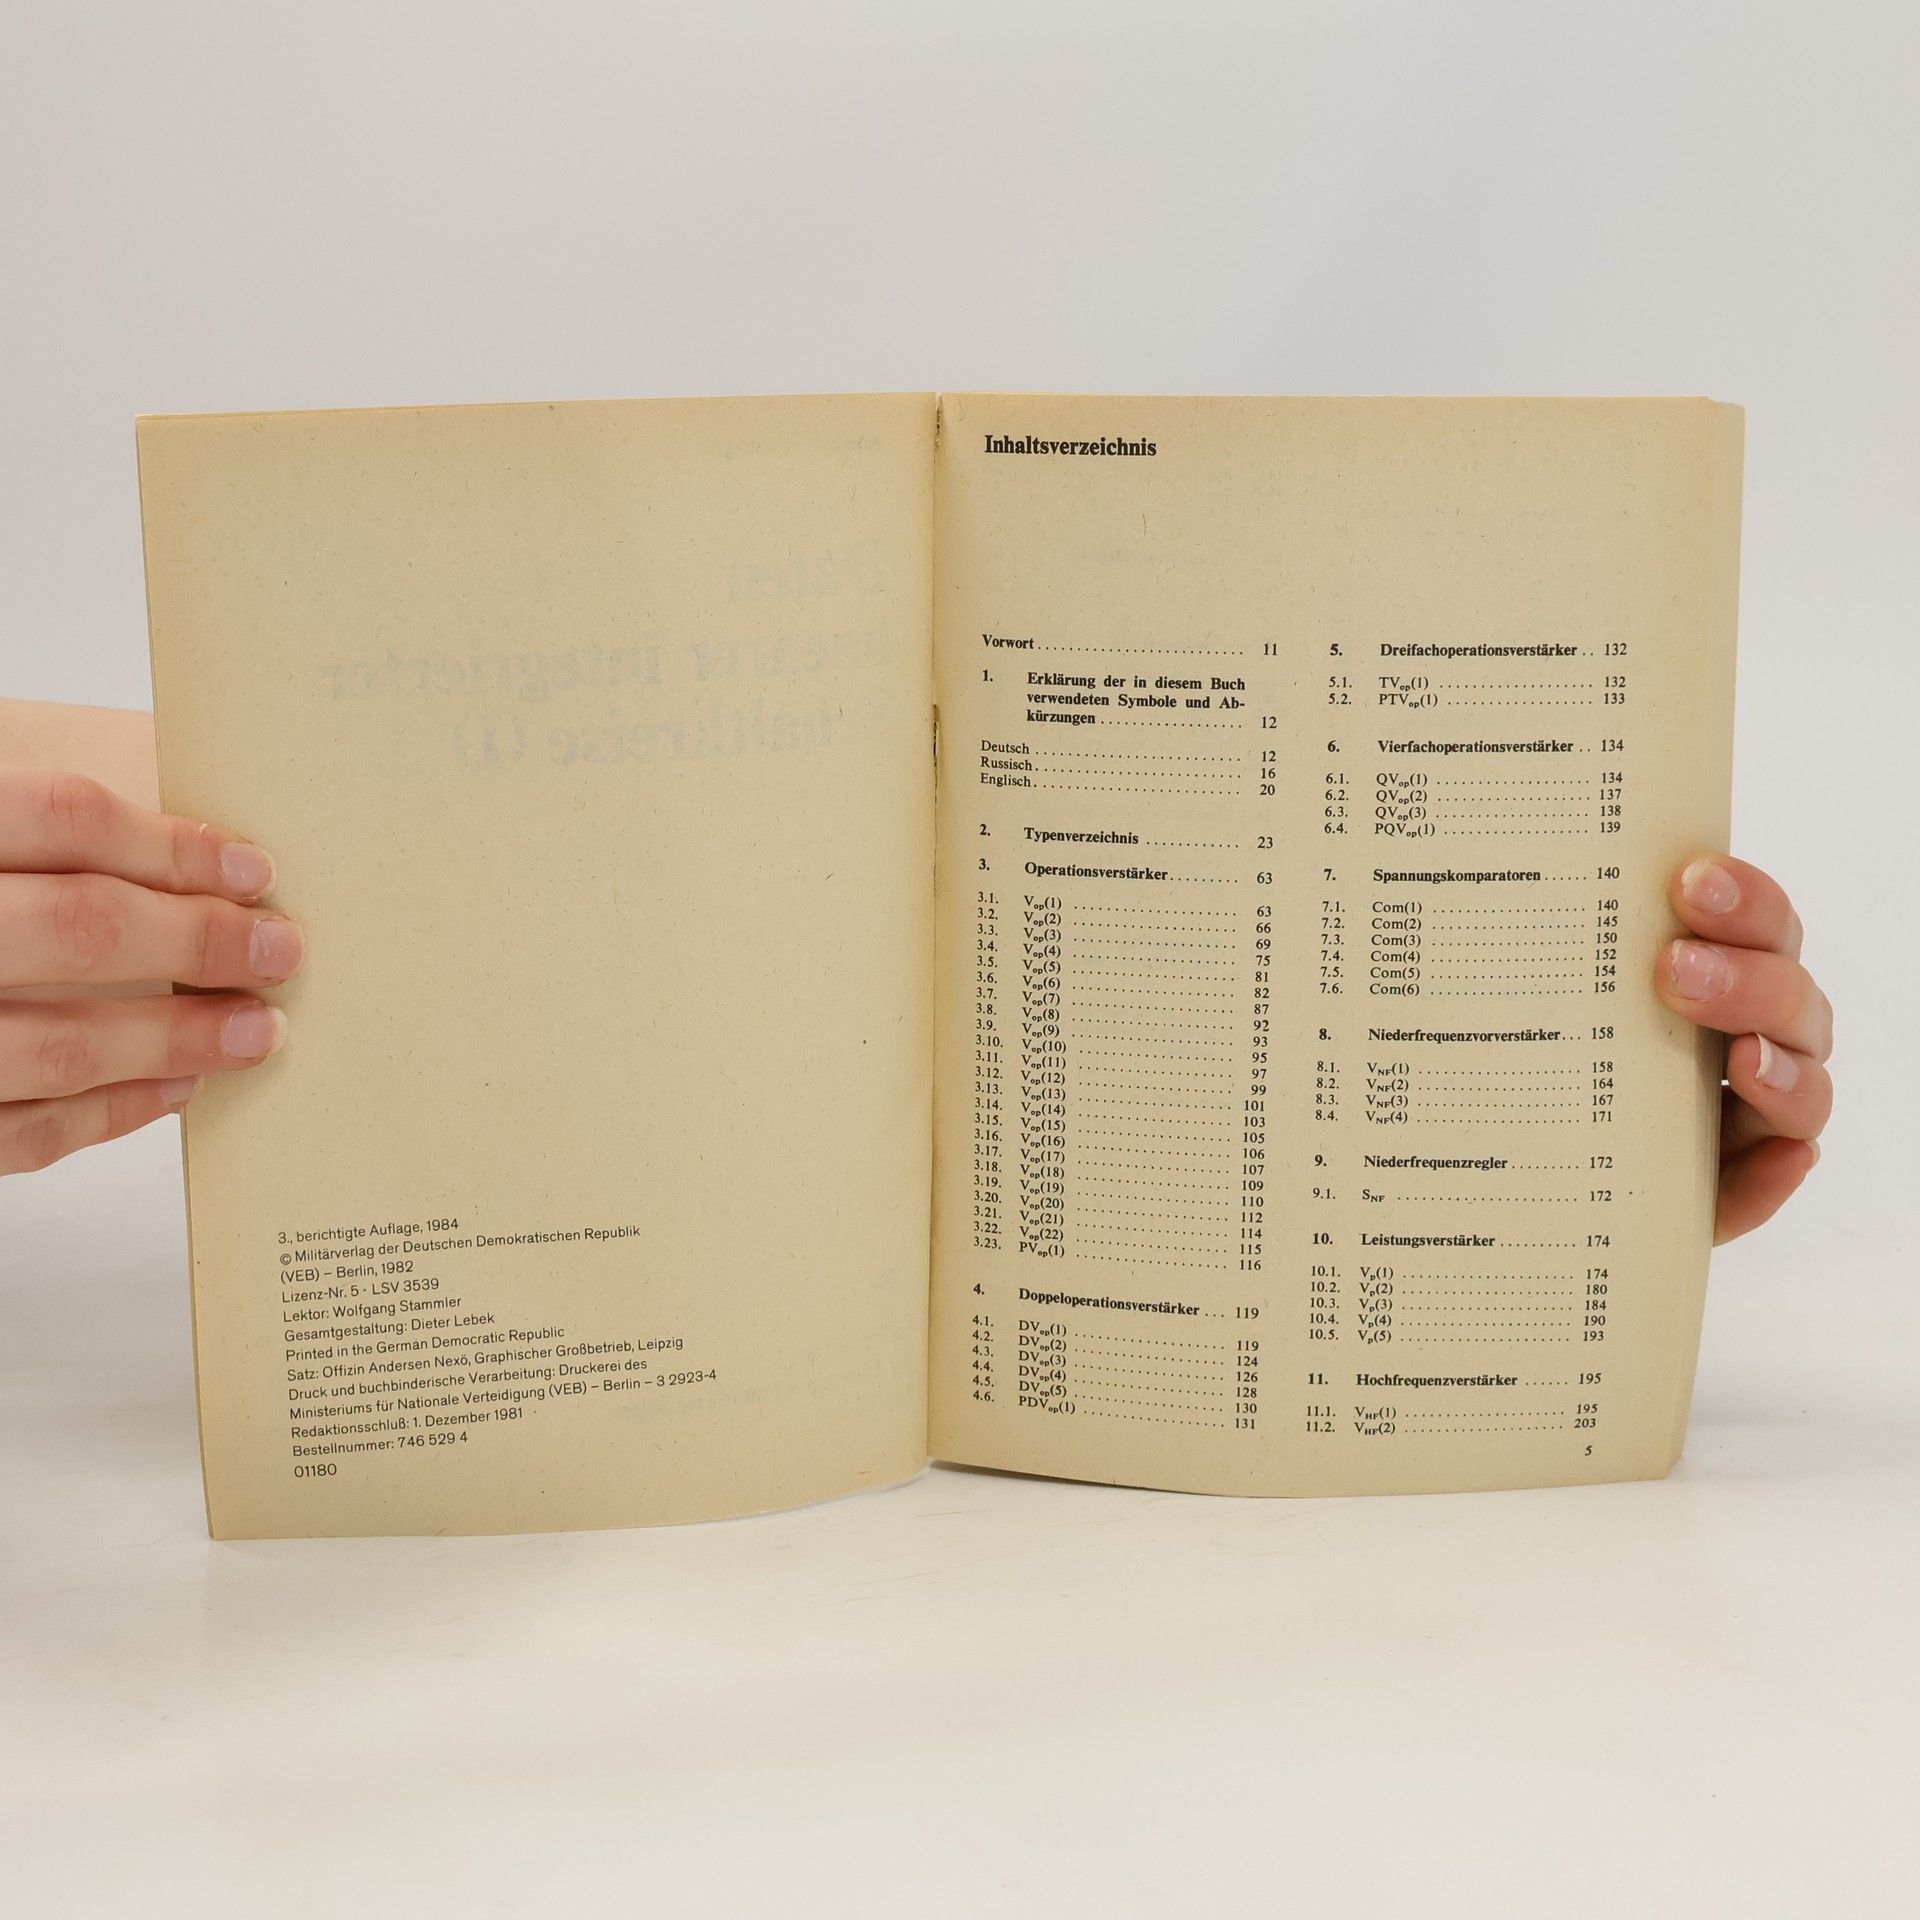 3., berichtigte Auflage, 1984
© Militärverlag der Deutschen Demokratischen Republik
(VEB) – Berlin, 1982
Lizenz-Nr. 5 · LSV 3539
Lektor: Wolfgang Stammler
Gesamtgestaltung: Dieter Lebek
Printed in the German Democratic Republic
Satz: Offizin Andersen Nexö, Graphischer Großbetrieb, Leipzig
Druck und buchbinderische Verarbeitung: Druckerei des
Ministeriums für Nationale Verteidigung (VEB) – Berlin – 3 2923-4
Redaktionsschluß: 1. Dezember 1981
Bestellnummer: 746 529 4
01180
Inhaltsverzeichnis
Vorwort . . . . . 11
1. Erklärung der in diesem Buch
verwendeten Symbole und Ab-
kürzungen . . . . . 12
Deutsch . . . . . 12
Russisch . . . . . 16
Englisch . . . . . 20
2. Typenverzeichnis . . . . . 23
3. Operationsverstärker . . . . . 63
3.1. Vop(1) . . . . . 63
3.2. Vop(2) . . . . . 66
3.3. Vop(3) . . . . . 69
3.4. Vop(4) . . . . . 75
3.5. Vop(5) . . . . . 81
3.6. Vop(6) . . . . . 82
3.7. Vop(7) . . . . . 87
3.8. Vop(8) . . . . . 92
3.9. Vop(9) . . . . . 93
3.10. Vop(10) . . . . . 95
3.11. Vop(11) . . . . . 97
3.12. Vop(12) . . . . . 99
3.13. Vop(13) . . . . . 101
3.14. Vop(14) . . . . . 103
3.15. Vop(15) . . . . . 105
3.16. Vop(16) . . . . . 106
3.17. Vop(17) . . . . . 107
3.18. Vop(18) . . . . . 109
3.19. Vop(19) . . . . . 110
3.20. Vop(20) . . . . . 112
3.21. Vop(21) . . . . . 114
3.22. Vop(22) . . . . . 115
3.23. PVop(1) . . . . . 116
4. Doppeloperationsverstärker . . . 119
4.1. DVop(1) . . . . . 119
4.2. DVop(2) . . . . . 124
4.3. DVop(3) . . . . . 126
4.4. DVop(4) . . . . . 128
4.5. DVop(5) . . . . . 130
4.6. PDVop(1) . . . . . 131
5. Dreifachoperationsverstärker . . 132
5.1. TVop(1) . . . . . 132
5.2. PTVop(1) . . . . . 133
6. Vierfachoperationsverstärker . . 134
6.1. QVop(1) . . . . . 134
6.2. QVop(2) . . . . . 137
6.3. QVop(3) . . . . . 138
6.4. PQVop(1) . . . . . 139
7. Spannungskomparatoren . . . . . 140
7.1. Com(1) . . . . . 140
7.2. Com(2) . . . . . 145
7.3. Com(3) . . . . . 150
7.4. Com(4) . . . . . 152
7.5. Com(5) . . . . . 154
7.6. Com(6) . . . . . 156
8. Niederfrequenzvorverstärker . . . 158
8.1. VNF(1) . . . . . 158
8.2. VNF(2) . . . . . 164
8.3. VNF(3) . . . . . 167
8.4. VNF(4) . . . . . 171
9. Niederfrequenzregler . . . . . 172
9.1. SNF . . . . . 172
10. Leistungsverstärker . . . . . 174
10.1. Vp(1) . . . . . 174
10.2. Vp(2) . . . . . 180
10.3. Vp(3) . . . . . 184
10.4. Vp(4) . . . . . 190
10.5. Vp(5) . . . . . 193
11. Hochfrequenzverstärker . . . . . 195
11.1. VHF(1) . . . . . 195
11.2. VHF(2) . . . . . 203
5